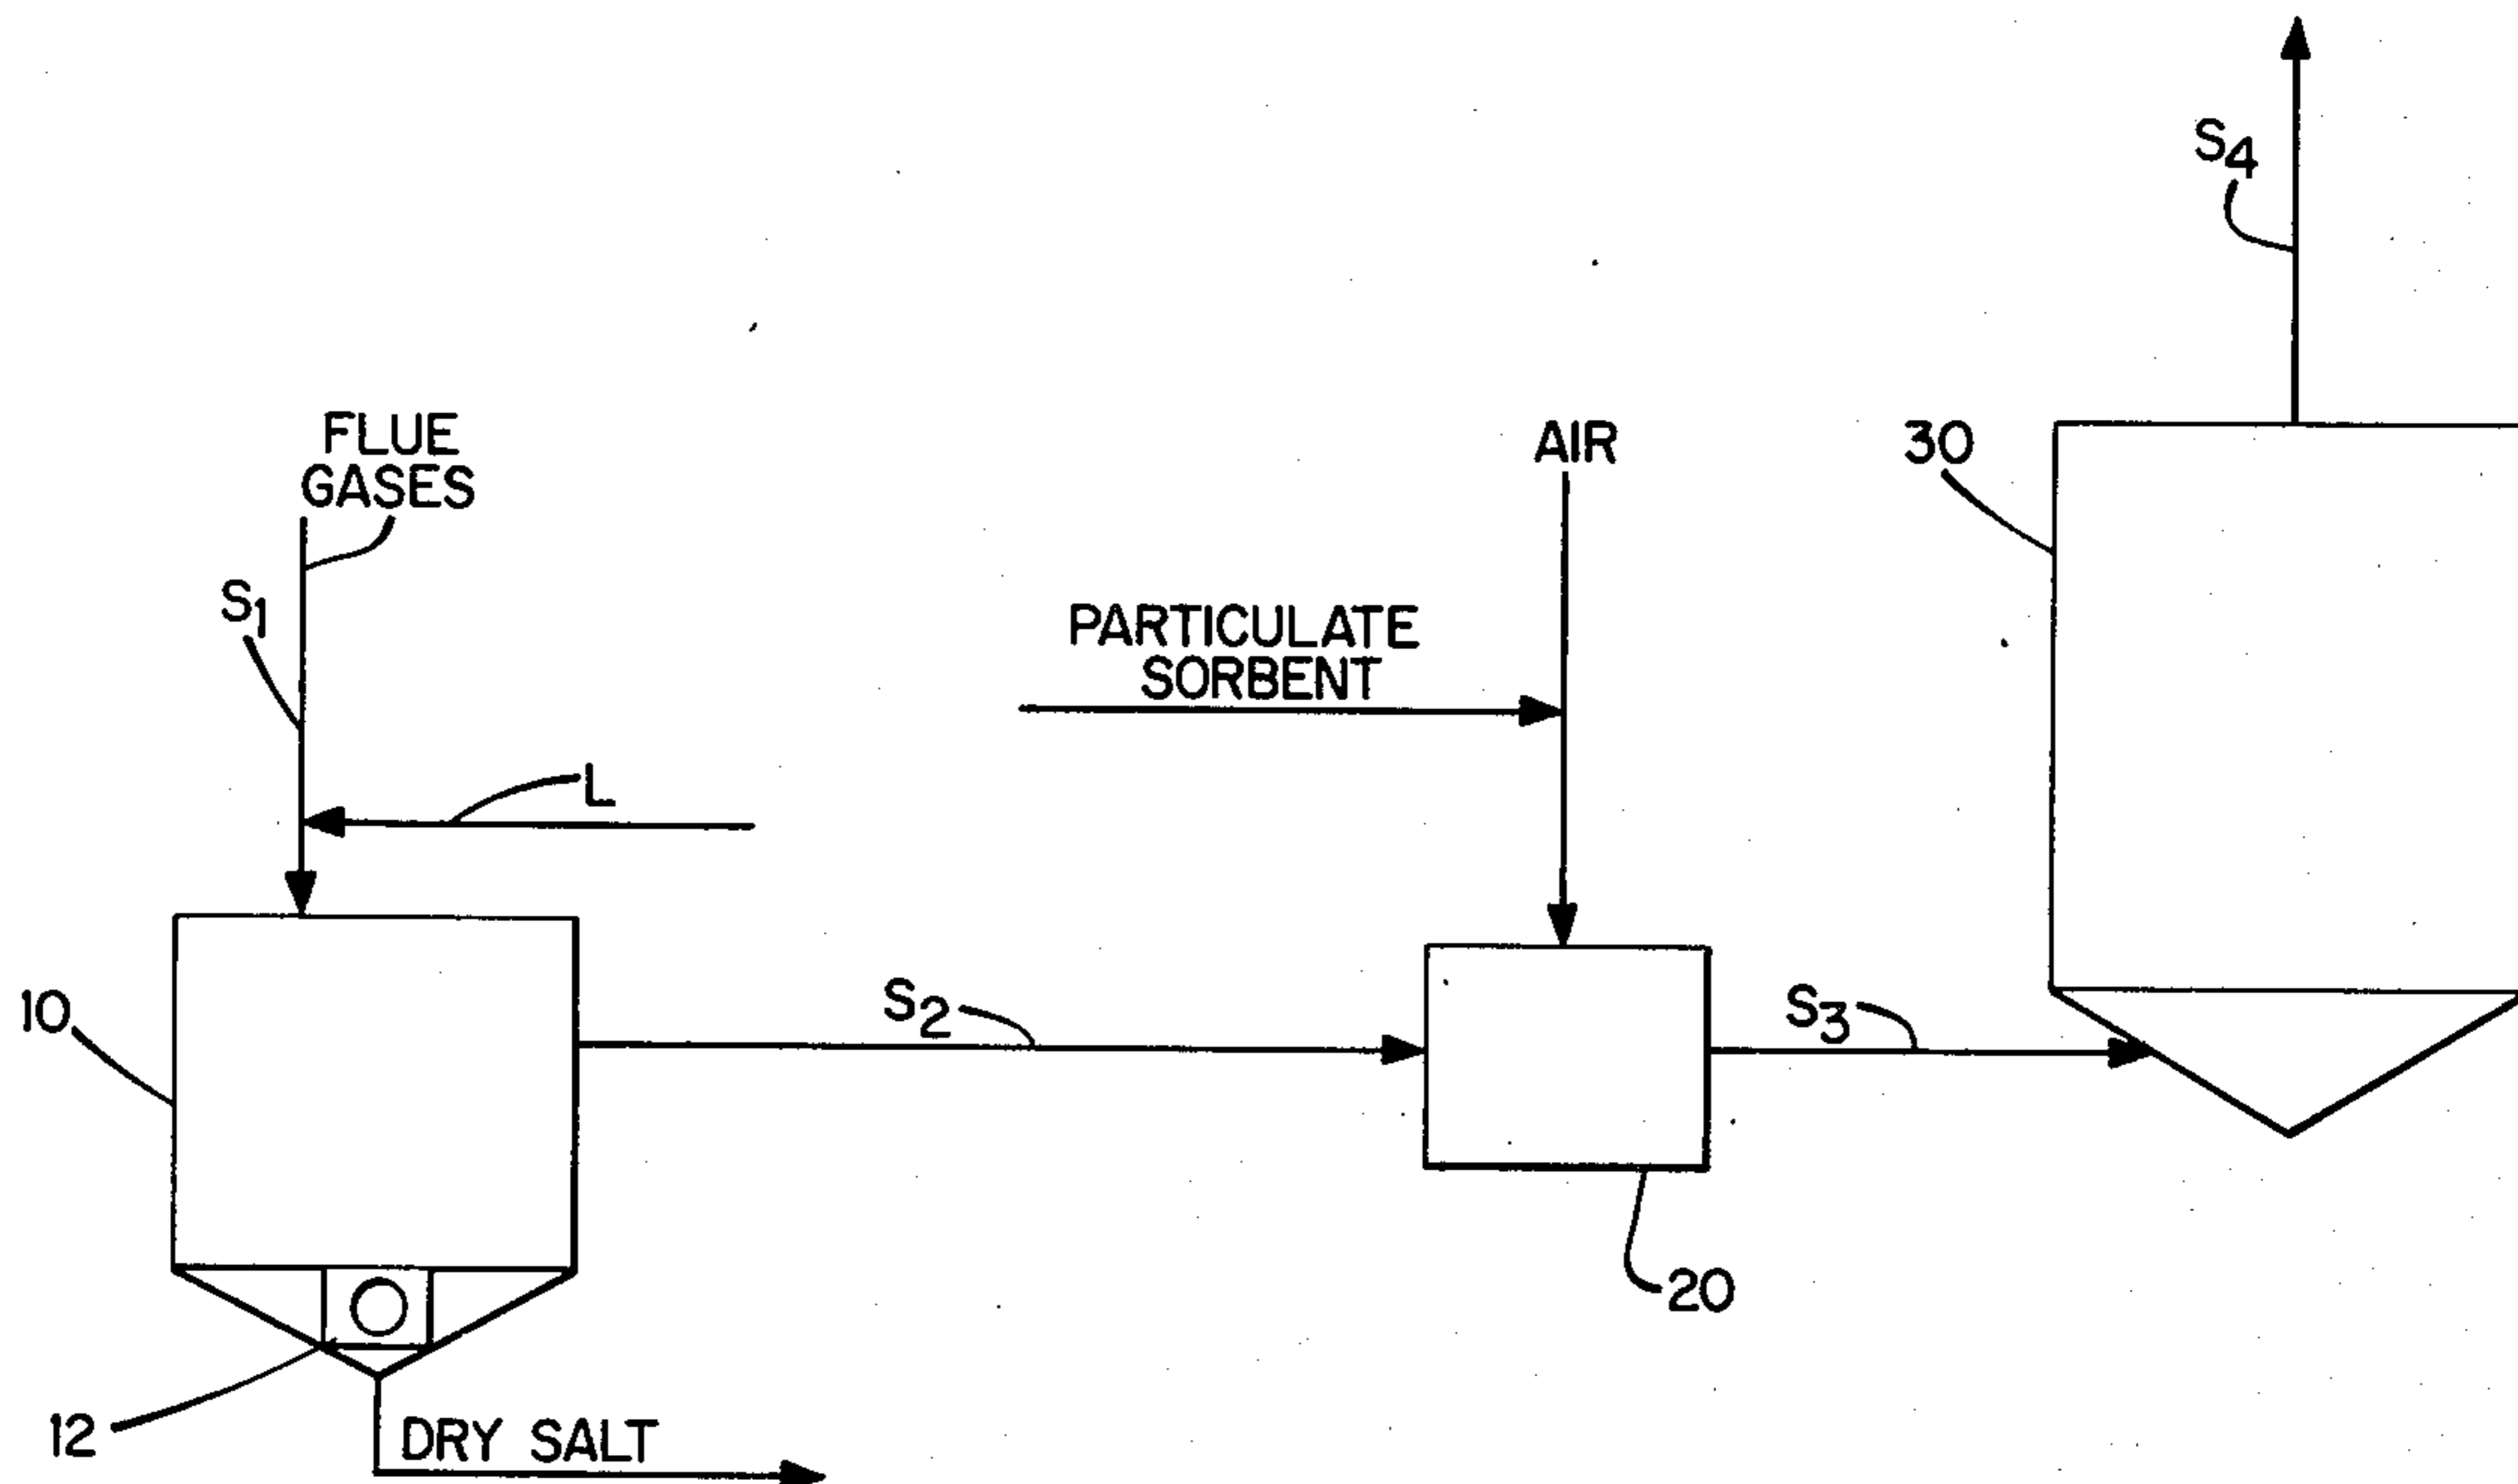 S4
FLUE
GASES
AIR
30
S1
PARTICULATE
SORBENT
L
10
S2
S3
20
12
DRY SALT